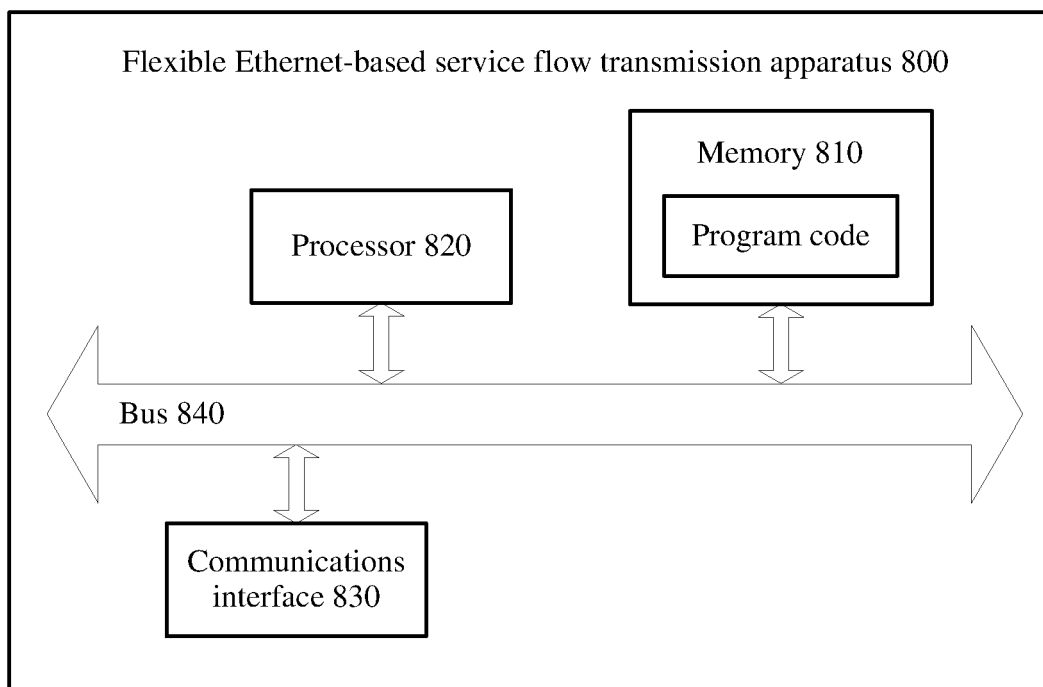 Flexible Ethernet-based service flow transmission apparatus 800
Memory 810
Program code
Processor 820
Bus 840
Communications
interface 830